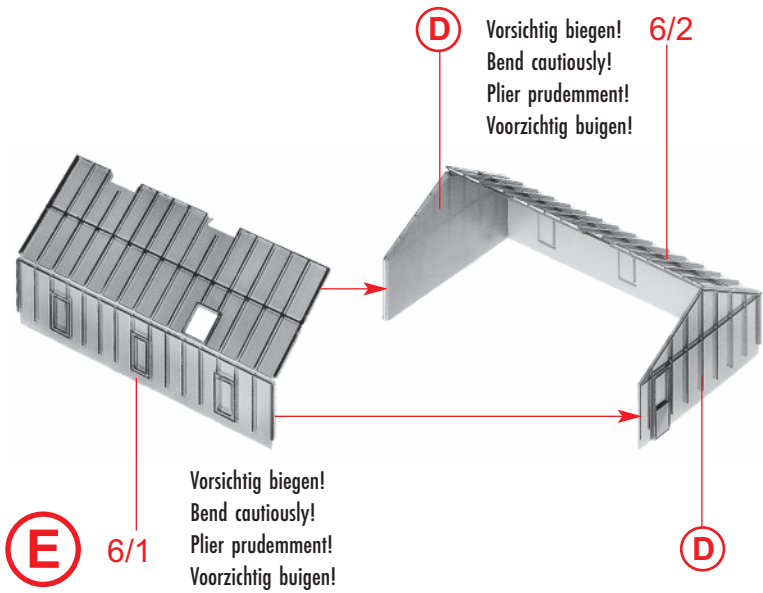 D
Vorsichtig biegen!
Bend cautiously!
Plier prudemment!
Voorzichtig buigen!
6/2
Vorsichtig biegen!
Bend cautiously!
Plier prudemment!
Voorzichtig buigen!
E
6/1
D